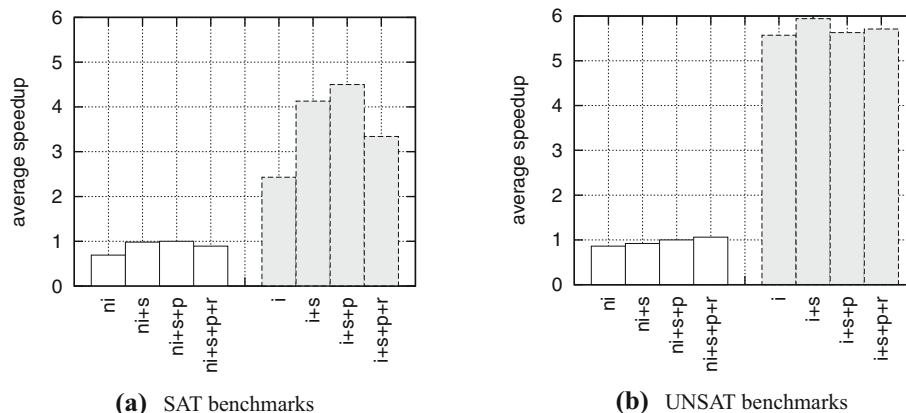 average speedup
6
5
4
3
2
1
0
ni
ni+s
ni+s+p
ni+s+p+r
i
i+s
i+s+p
i+s+p+r
(a) SAT benchmarks
average speedup
6
5
4
3
2
1
0
ni
ni+s
ni+s+p
ni+s+p+r
i
i+s
i+s+p
i+s+p+r
(b) UNSAT benchmarks